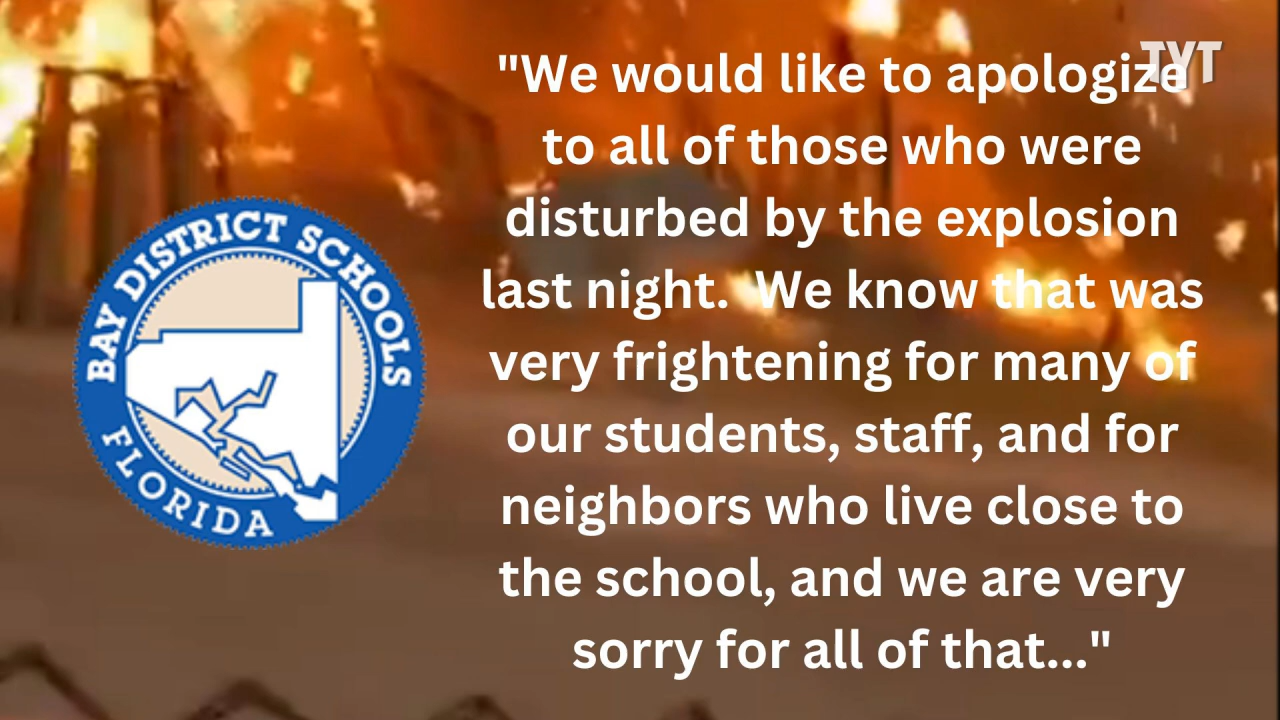 TYT
"We would like to apologize
to all of those who were
disturbed by the explosion
last night.  We know that was
very frightening for many of
our students, staff, and for
neighbors who live close to
the school, and we are very
sorry for all of that..."
BAY DISTRICT SCHOOLS
FLORIDA